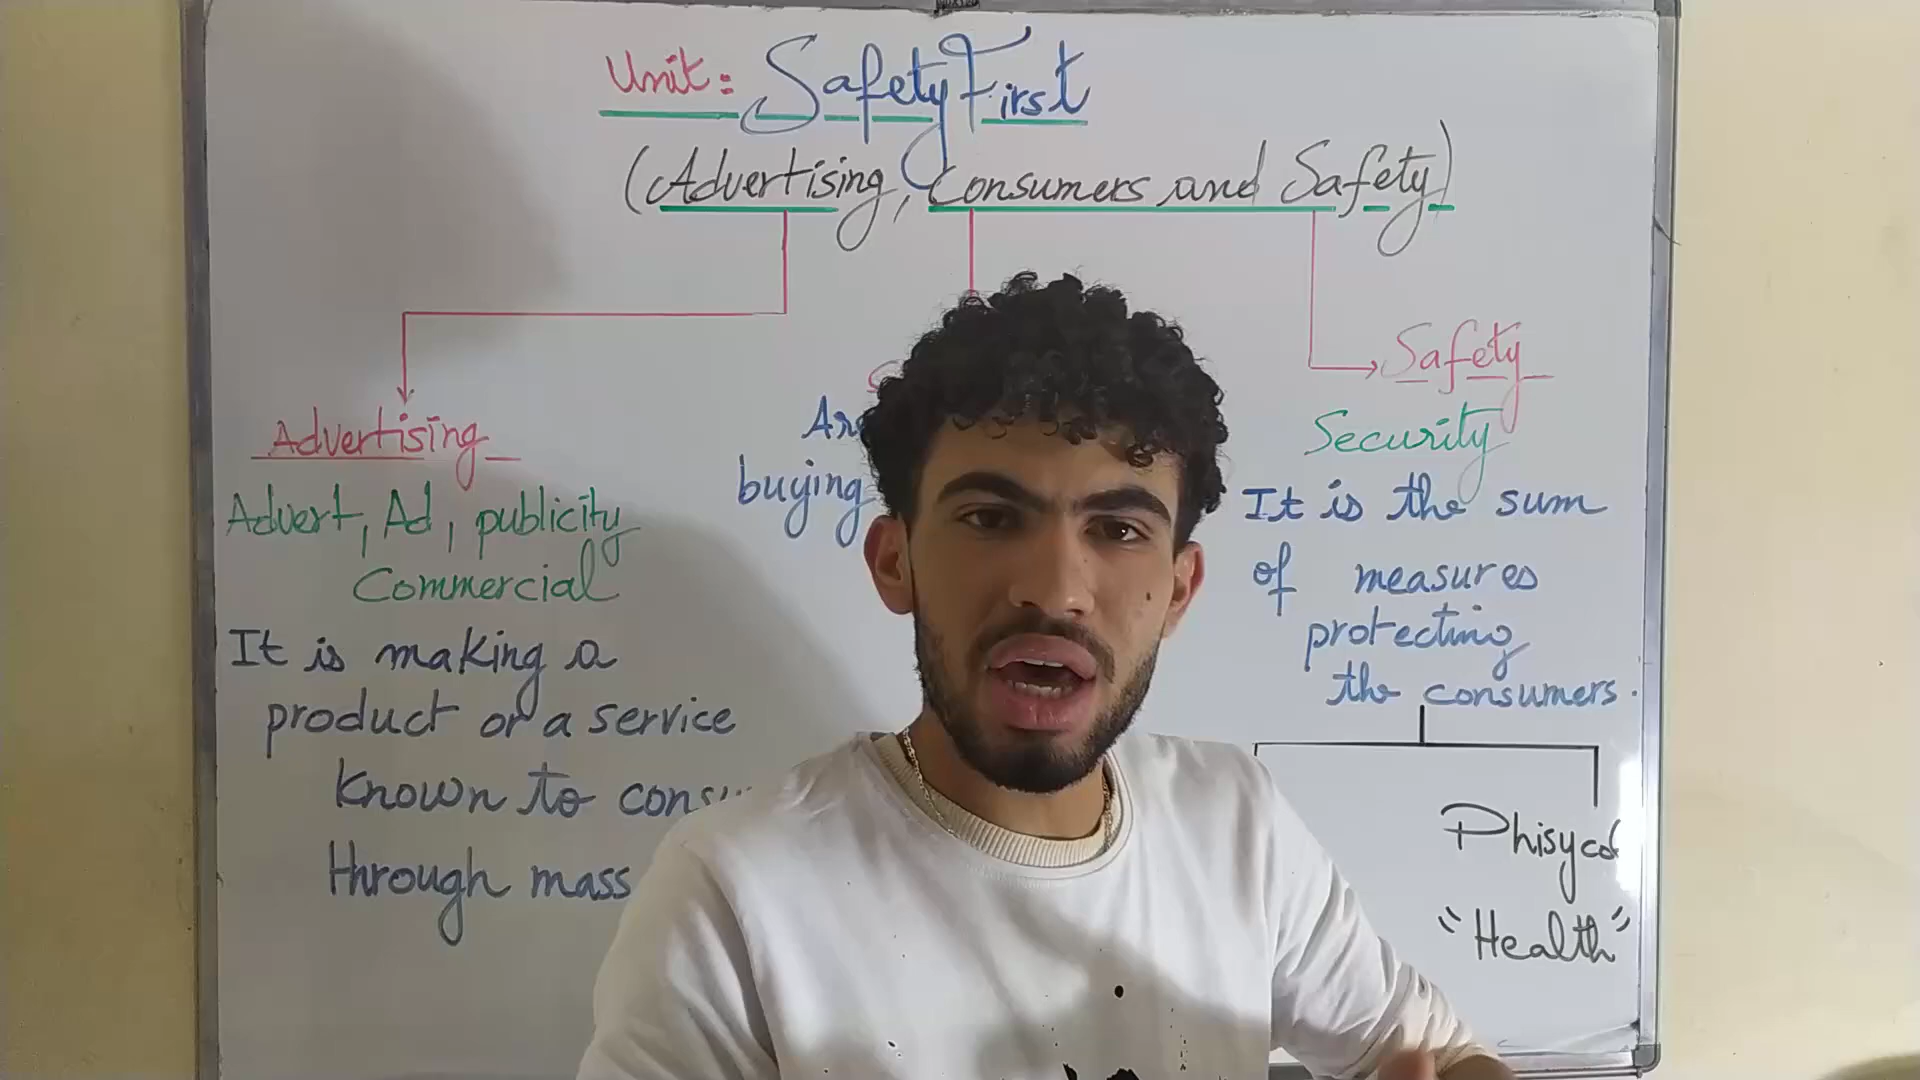 Unit: Safety First
(Advertising, Consumers and Safety)
Advertising
Advert, Ad, publicity
Commercial
It is making a
product or a service
known to
through mass
buying
Safety
Security
It is the sum
of measures
protecting
the consumers.
Phisycal
"Health"